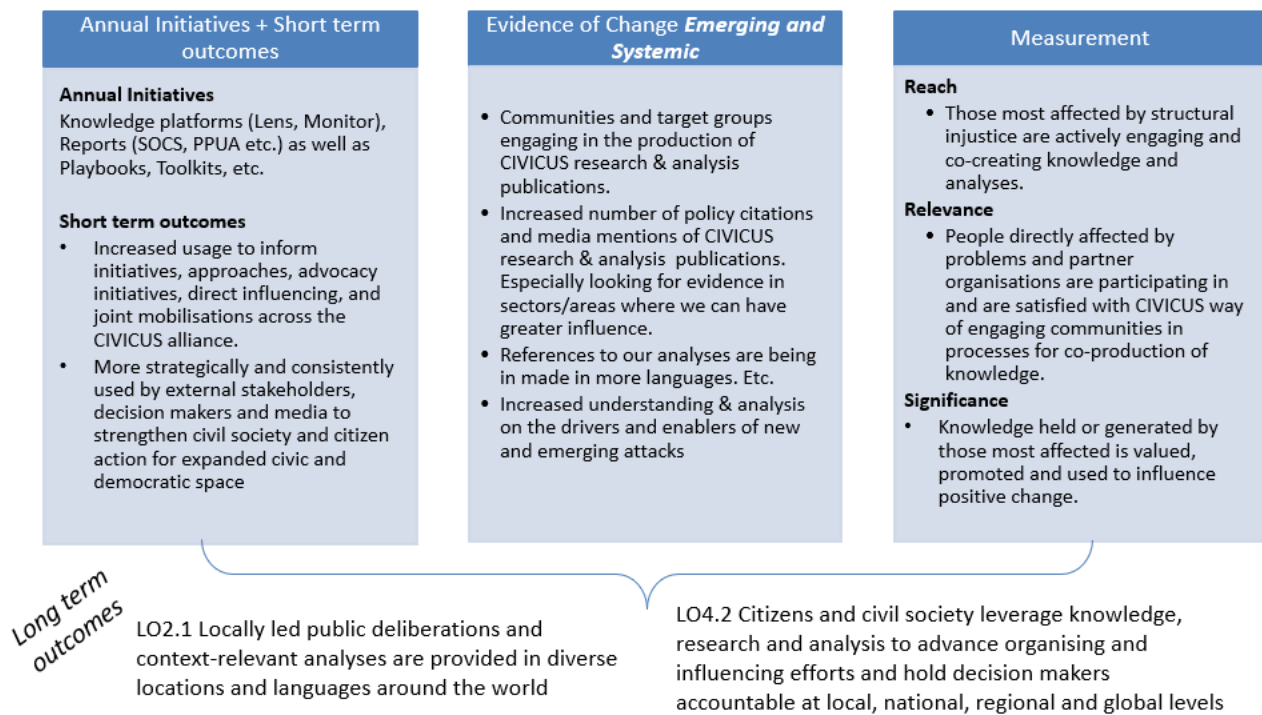 Annual Initiatives + Short term
outcomes
Annual Initiatives
Knowledge platforms (Lens, Monitor),
Reports (SOCS, PPUA etc.) as well as
Playbooks, Toolkits, etc.
Short term outcomes
• Increased usage to inform
initiatives, approaches, advocacy
initiatives, direct influencing, and
joint mobilisations across the
CIVICUS alliance.
• More strategically and consistently
used by external stakeholders,
decision makers and media to
strengthen civil society and citizen
action for expanded civic and
democratic space
Evidence of Change Emerging and
Systemic
• Communities and target groups
engaging in the production of
CIVICUS research & analysis
publications.
• Increased number of policy citations
and media mentions of CIVICUS
research & analysis publications.
Especially looking for evidence in
sectors/areas where we can have
greater influence.
• References to our analyses are being
in made in more languages. Etc.
• Increased understanding & analysis
on the drivers and enablers of new
and emerging attacks
Measurement
Reach
• Those most affected by structural
injustice are actively engaging and
co-creating knowledge and
analyses.
Relevance
• People directly affected by
problems and partner
organisations are participating in
and are satisfied with CIVICUS way
of engaging communities in
processes for co-production of
knowledge.
Significance
• Knowledge held or generated by
those most affected is valued,
promoted and used to influence
positive change.
Long term
outcomes
LO2.1 Locally led public deliberations and
context-relevant analyses are provided in diverse
locations and languages around the world
LO4.2 Citizens and civil society leverage knowledge,
research and analysis to advance organising and
influencing efforts and hold decision makers
accountable at local, national, regional and global levels